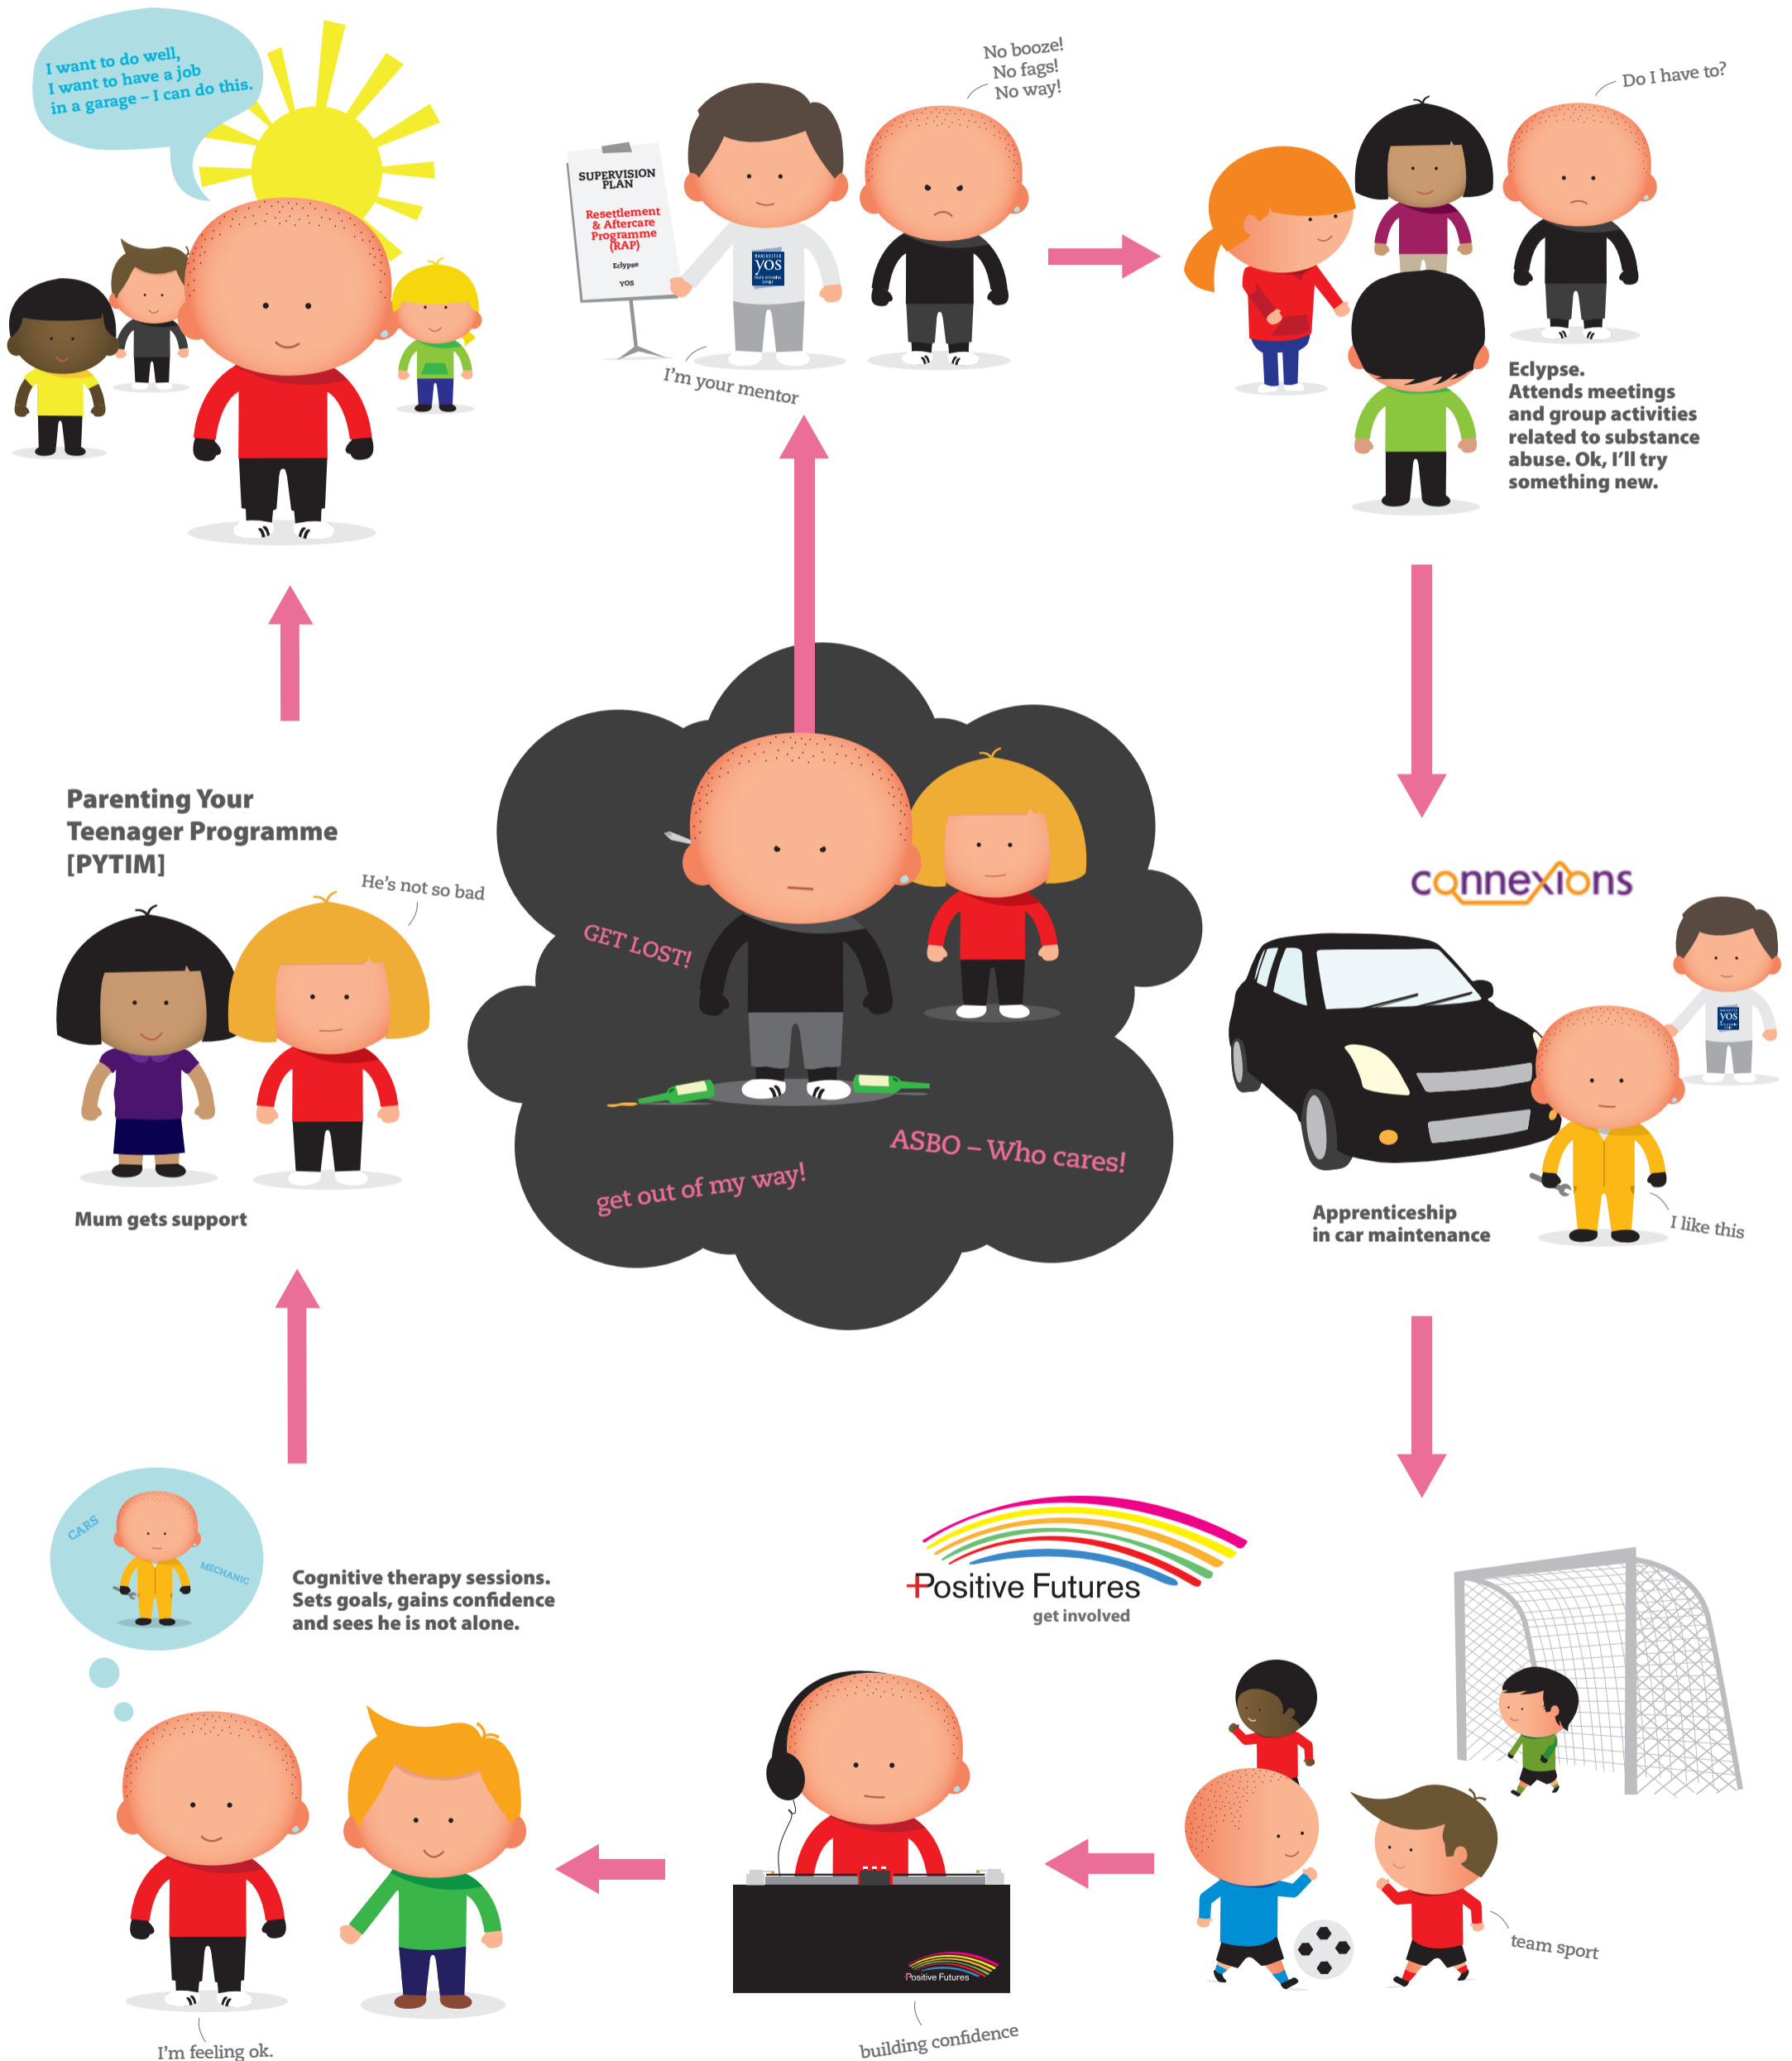 I want to do well,
I want to have a job
in a garage – I can do this.
SUPERVISION
PLAN
Resettlement
& Aftercare
Programme
(RAP)
Eclypse
YOS
MANCHESTER
yos
I'm your mentor
No booze!
No fags!
No way!
Do I have to?
Eclypse.
Attends meetings
and group activities
related to substance
abuse. Ok, I'll try
something new.
connexions
yos
Apprenticeship
in car maintenance
I like this
GET LOST!
get out of my way!
ASBO – Who cares!
team sport
Positive Futures
get involved
Positive Futures
building confidence
CARS
MECHANIC
Cognitive therapy sessions.
Sets goals, gains confidence
and sees he is not alone.
I'm feeling ok.
Parenting Your
Teenager Programme
[PYTIM]
He's not so bad
Mum gets support